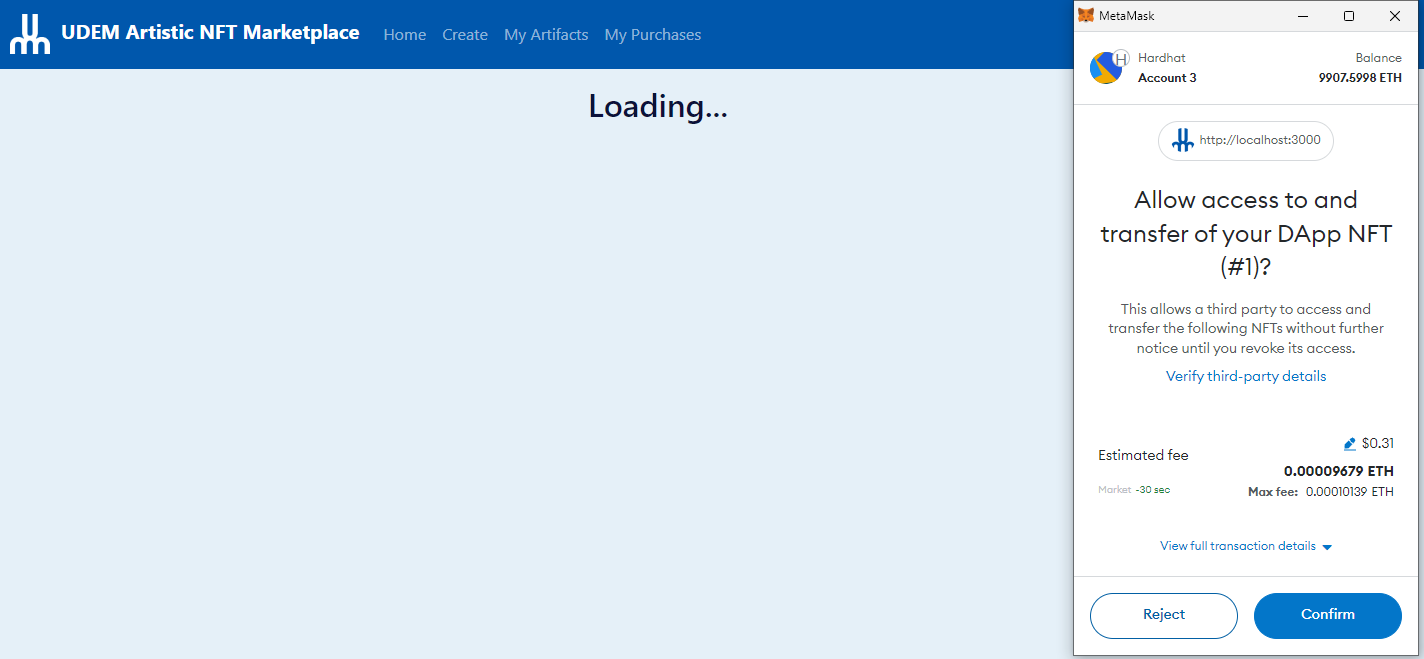 UDEM Artistic NFT Marketplace Home Create My Artifacts My Purchases
Loading...
MetaMask
H Hardhat Balance
Account 3 9907.5998 ETH
http://localhost:3000
Allow access to and
transfer of your DApp NFT
(#1)?
This allows a third party to access and
transfer the following NFTs without further
notice until you revoke its access.
Verify third-party details
$0.31
Estimated fee
0.00009679 ETH
Market ~30 sec Max fee: 0.00010139 ETH
View full transaction details
Reject Confirm